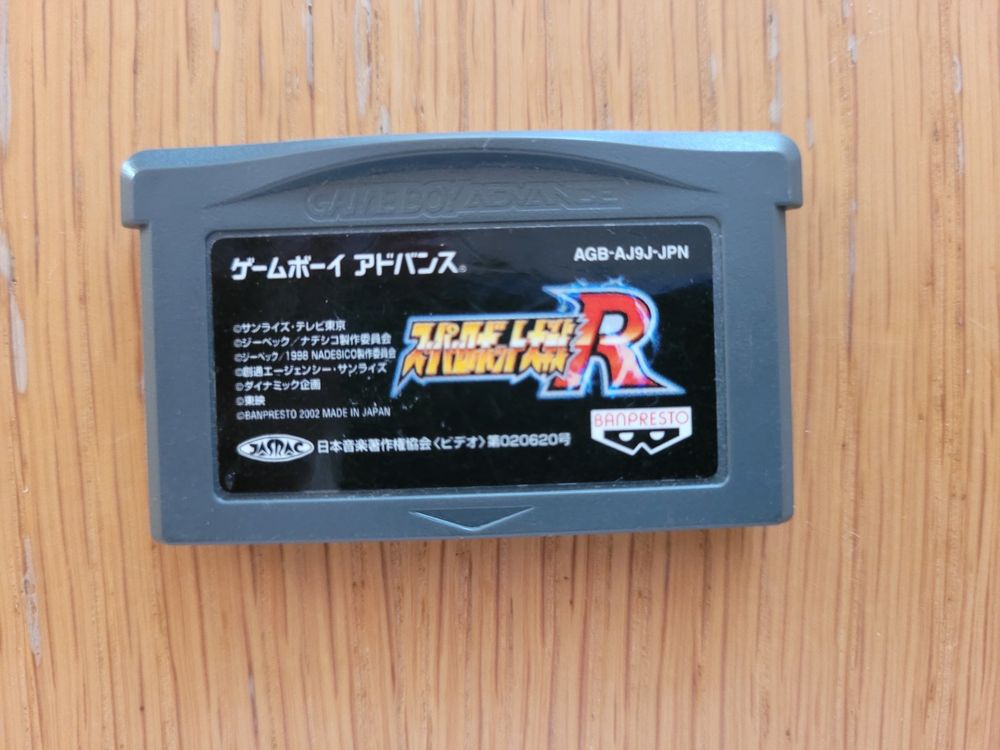 GAME BOY ADVANCE
ゲームボーイ アドバンス®
AGB-AJ9J-JPN
©サンライズ・テレビ東京
©ジーベック/ナデシコ製作委員会
©ジーベック/1998 NADESICO製作委員会
©創通エージェンシー・サンライズ
©ダイナミック企画
©東映
©BANPRESTO 2002 MADE IN JAPAN
スーパーロボット大戦R
BANPRESTO
JASRAC 日本音楽著作権協会〈ビデオ〉第020620号